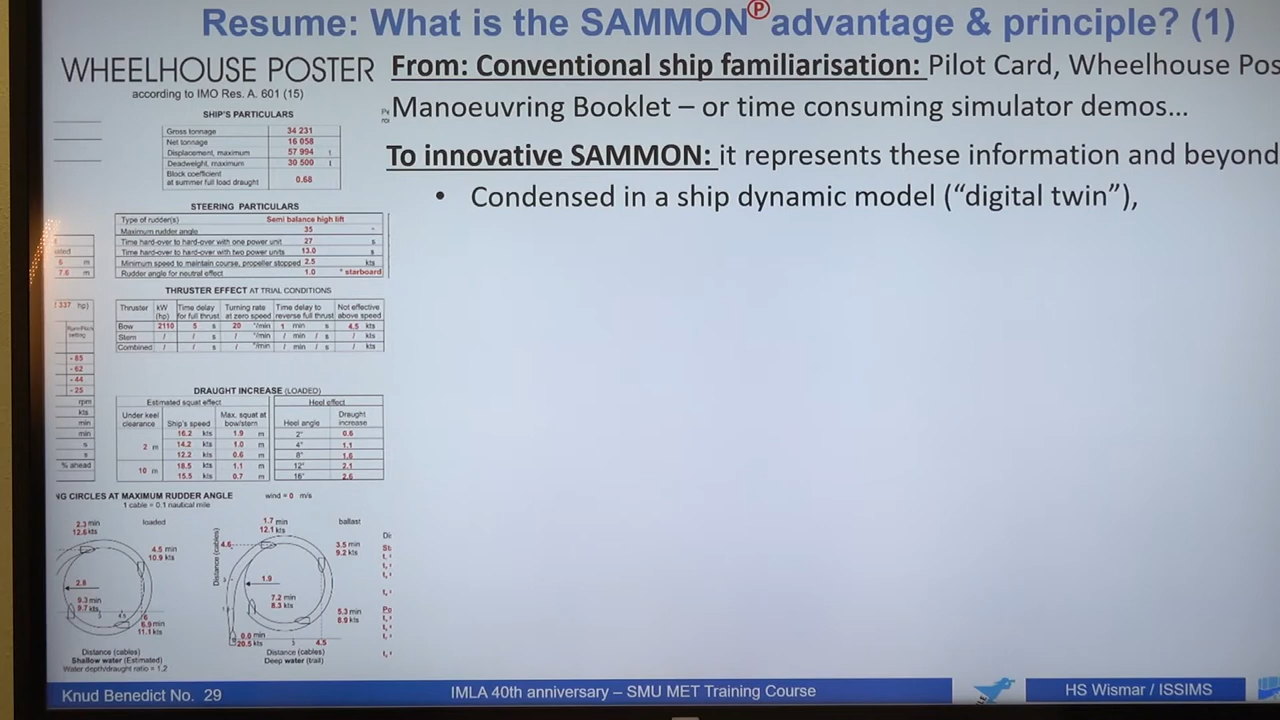 Resume: What is the SAMMON℗ advantage & principle? (1)
WHEELHOUSE POSTER
according to IMO Res. A. 601 (15)
From: Conventional ship familiarisation: Pilot Card, Wheelhouse Pos
Manoeuvring Booklet – or time consuming simulator demos...
To innovative SAMMON: it represents these information and beyond
• Condensed in a ship dynamic model (“digital twin”),
SHIP'S PARTICULARS
Gross tonnage 34 231
Net tonnage 16 058
Displacement, maximum 57 994 t
Deadweight, maximum 30 500 t
Block coefficient
at summer full load draught 0.68
STEERING PARTICULARS
Type of rudder(s) Semi balance high lift
Maximum rudder angle 35 °
Time hard-over to hard-over with one power unit 27 s
Time hard-over to hard-over with two power units 13.0 s
Minimum speed to maintain course, propeller stopped 2.5 kts
Rudder angle for neutral effect 1.0 ° starboard
6 m
7.6 m
THRUSTER EFFECT AT TRIAL CONDITIONS
337 hp)
Thruster kW (hp) Time delay for full thrust Turning rate at zero speed Time delay to reverse full thrust Not effective above speed
Bow 2110 5 s 20 °/min 1 min s 4.5 kts
Stern / / s / °/min / min / s / kts
Combined / / s / °/min / min / s / kts
- 85
- 62
- 44
- 25
rpm
kts
min
min
s
s
% ahead
DRAUGHT INCREASE (LOADED)
Estimated squat effect Heel effect
Under keel clearance Ship's speed Max. squat at bow/stern Heel angle Draught increase
16.2 kts 1.9 m 2° 0.6
2 m 14.2 kts 1.0 m 4° 1.1
12.2 kts 0.6 m 8° 1.6
10 m 18.5 kts 1.1 m 12° 2.1
15.5 kts 0.7 m 16° 2.6
NG CIRCLES AT MAXIMUM RUDDER ANGLE wind = 0 m/s
1 cable = 0.1 nautical mile
2.3 min
12.6 kts
loaded
4.5 min
10.9 kts
2.8
9.3 min
9.7 kts
6.9 min
11.1 kts
Distance (cables)
Shallow water (Estimated)
Water depth/draught ratio = 1.2
1.7 min
12.1 kts
ballast
4.6
3.5 min
9.2 kts
Distance (cables)
1.9
7.2 min
8.3 kts
5.3 min
8.9 kts
0.0 min
20.5 kts
3 4.5
Distance (cables)
Deep water (trail)
Knud Benedict No. 29
IMLA 40th anniversary – SMU MET Training Course
HS Wismar / ISSIMS